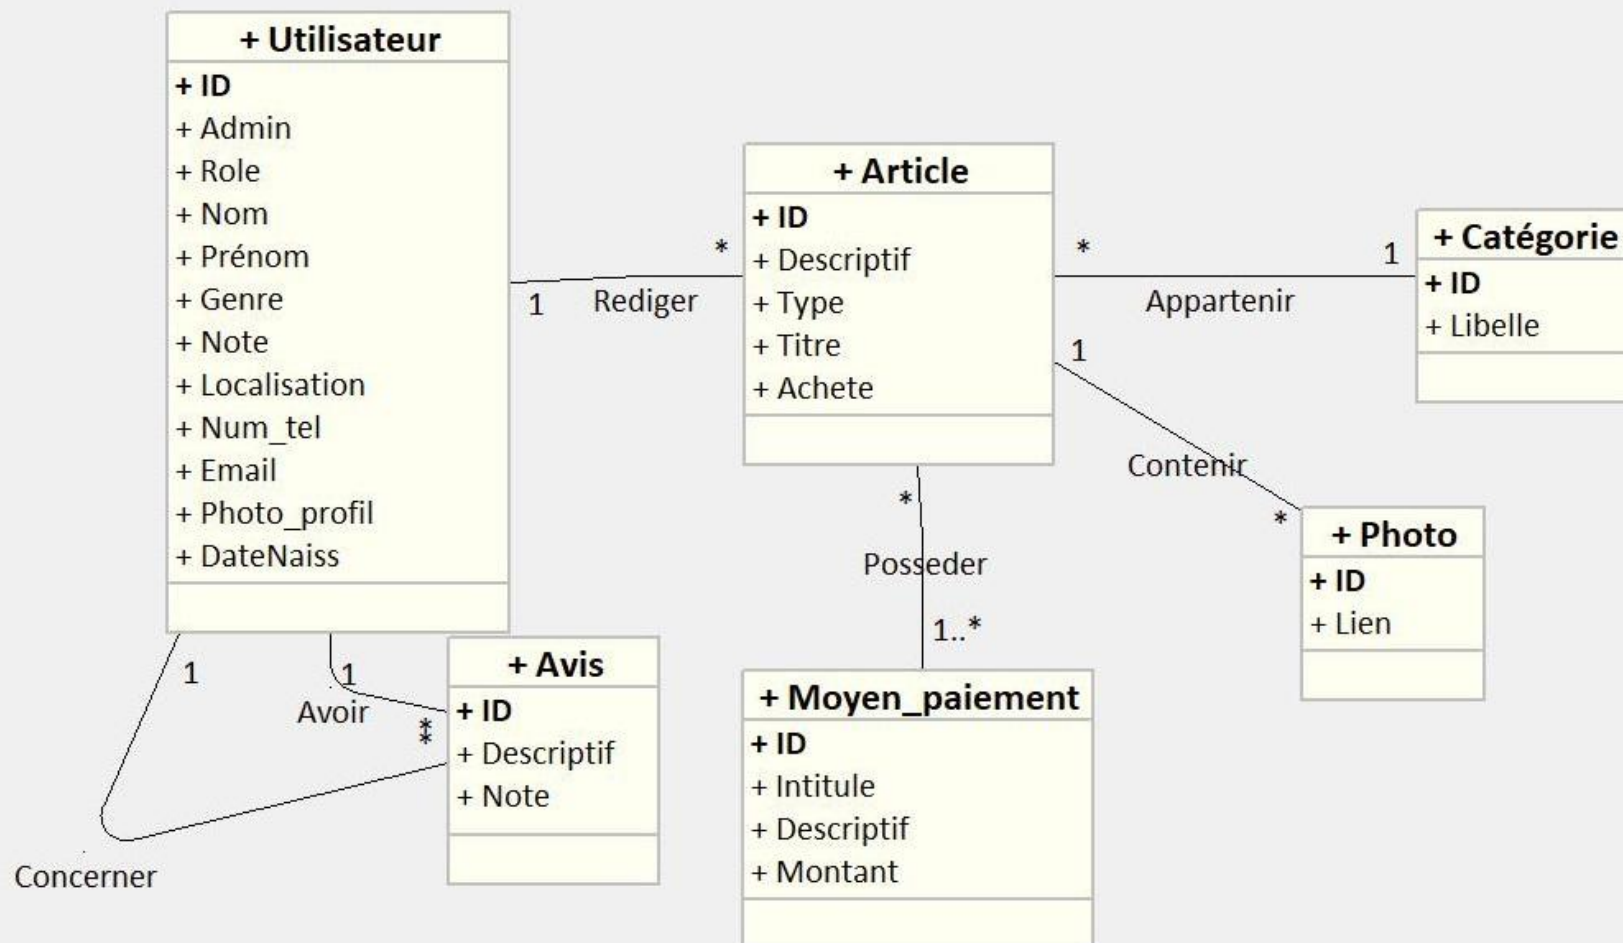 + Utilisateur
+ ID
+ Admin
+ Role
+ Nom
+ Prénom
+ Genre
+ Note
+ Localisation
+ Num_tel
+ Email
+ Photo_profil
+ DateNaiss
1
Rediger
*
+ Article
+ ID
+ Descriptif
+ Type
+ Titre
+ Achete
*
1
Appartenir
+ Catégorie
+ ID
+ Libelle
1
Contenir
*
+ Photo
+ ID
+ Lien
*
Posseder
1..*
+ Moyen_paiement
+ ID
+ Intitule
+ Descriptif
+ Montant
1
1
Avoir
*
*
+ Avis
+ ID
+ Descriptif
+ Note
Concerner